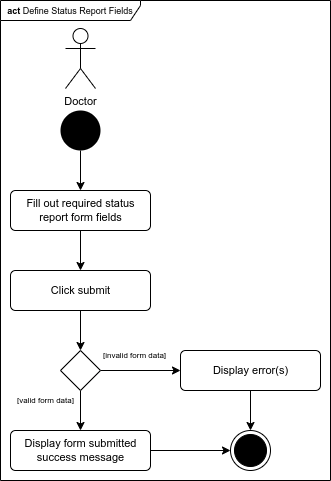 act Define Status Report Fields
Doctor
Fill out required status
report form fields
Click submit
[invalid form data]
Display error(s)
[valid form data]
Display form submitted
success message